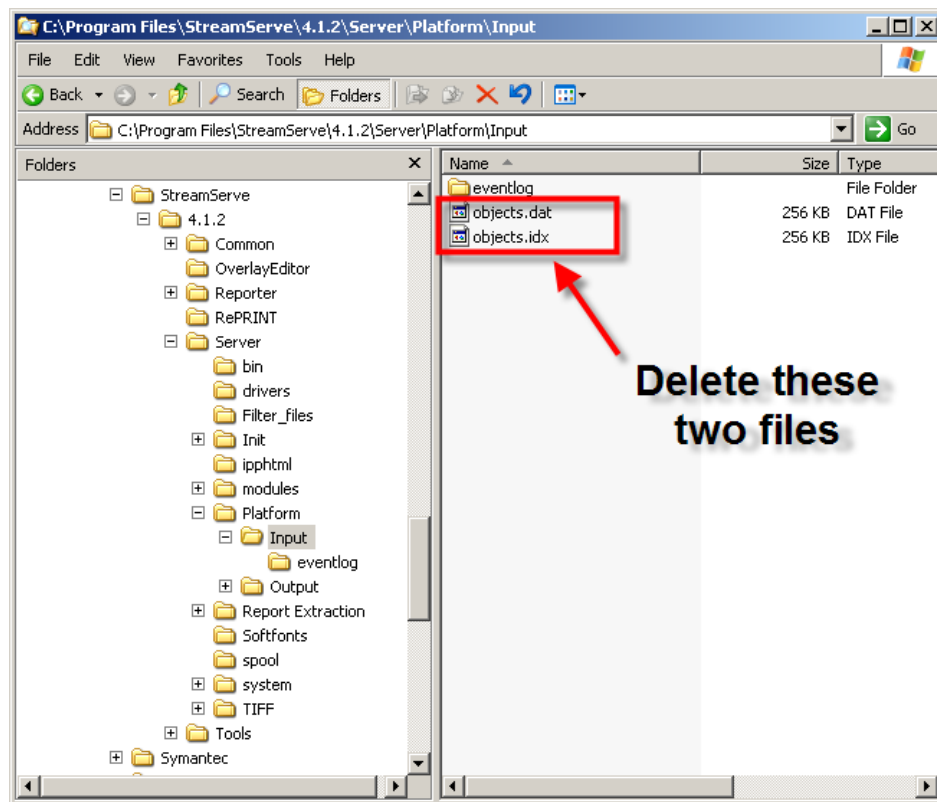 C:\Program Files\StreamServe\4.1.2\Server\Platform\Input
File Edit View Favorites Tools Help
Back Search Folders
Address C:\Program Files\StreamServe\4.1.2\Server\Platform\Input Go
Folders
StreamServe
4.1.2
Common
OverlayEditor
Reporter
RePRINT
Server
bin
drivers
Filter_files
Init
ipphtml
modules
Platform
Input
eventlog
Output
Report Extraction
Softfonts
spool
system
TIFF
Tools
Symantec
Name Size Type
eventlog File Folder
objects.dat 256 KB DAT File
objects.idx 256 KB IDX File
Delete these
two files